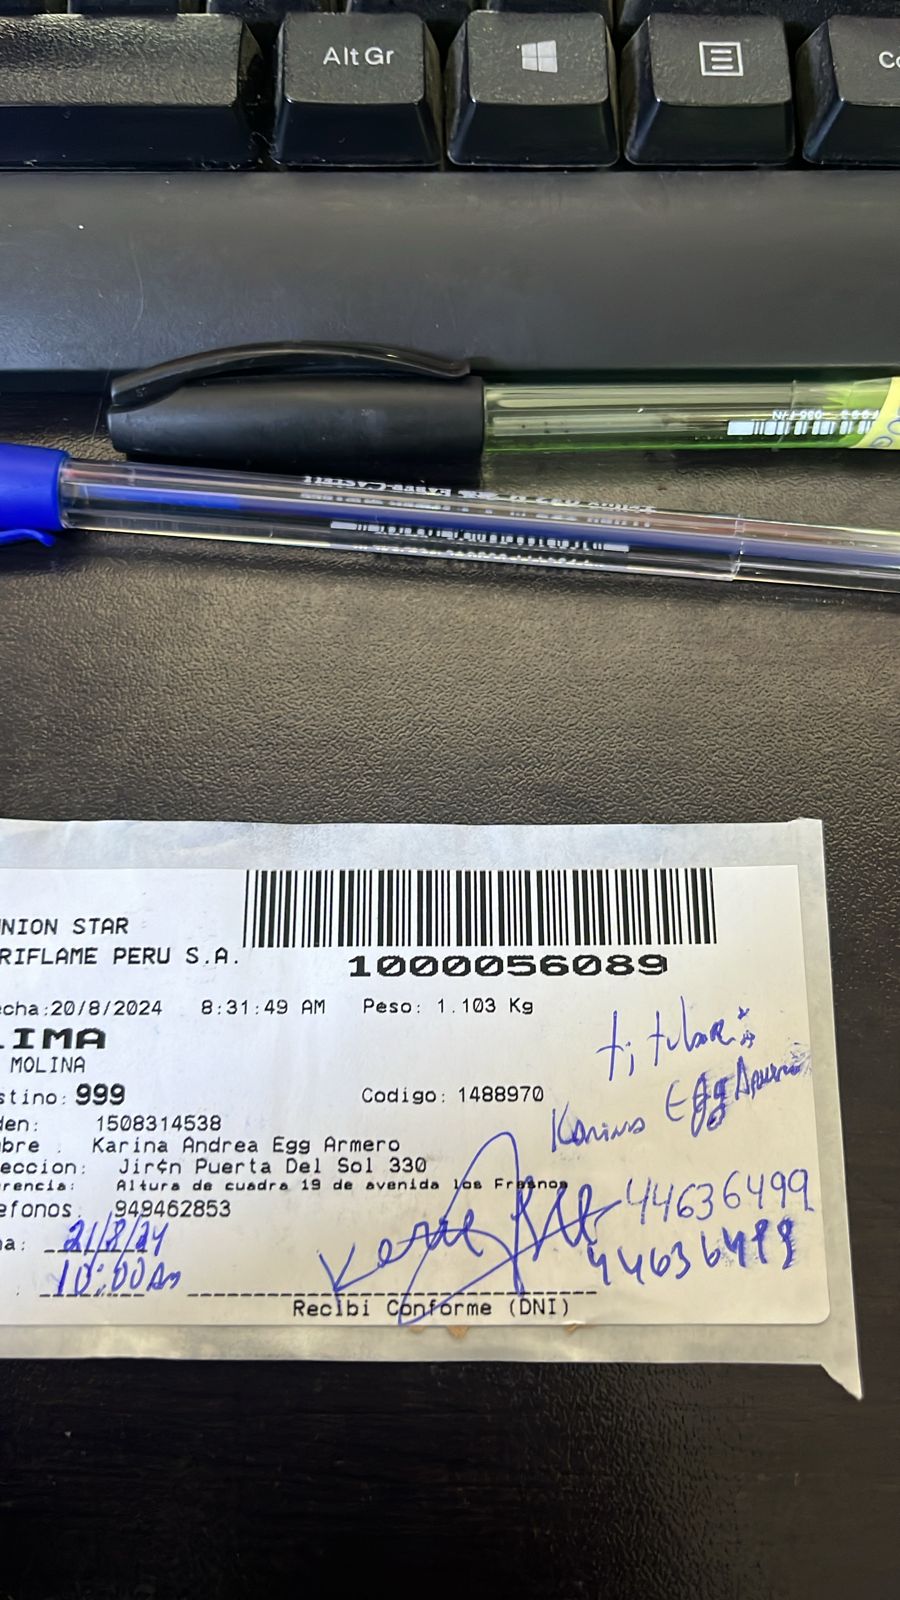 Alt Gr
NION STAR
RIFLAME PERU S.A.
1000056089
echa:20/8/2024 8:31:49 AM Peso: 1.103 Kg
LIMA
MOLINA
stino: 999 Codigo: 1488970
den: 1508314538
bre . Karina Andrea Egg Armero
eccion: Jir¢n Puerta Del Sol 330
rencia: Altura de cuadra 19 de avenida los Fresnos
efonos: 949462853
titular:
Karina Egg
44636499
44636499
a: 21/8/24
10:00 Am
Recibi Conforme (DNI)